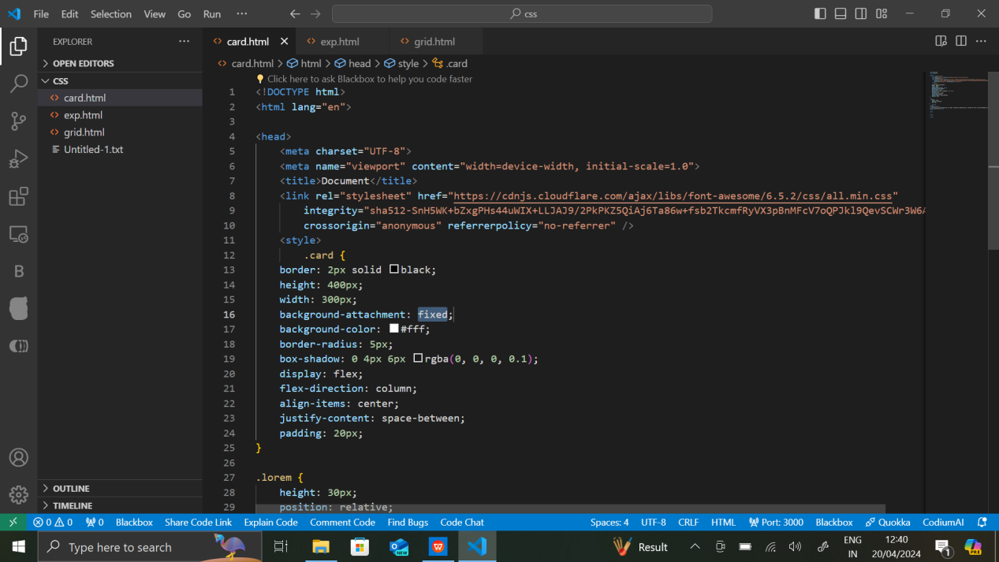 File Edit Selection View Go Run ··· css
EXPLORER ··· card.html exp.html grid.html
OPEN EDITORS
CSS
card.html
exp.html
grid.html
Untitled-1.txt
OUTLINE
TIMELINE
card.html > html > head > style > .card
Click here to ask Blackbox to help you code faster
1 <!DOCTYPE html>
2 <html lang="en">
3
4 <head>
5 <meta charset="UTF-8">
6 <meta name="viewport" content="width=device-width, initial-scale=1.0">
7 <title>Document</title>
8 <link rel="stylesheet" href="https://cdnjs.cloudflare.com/ajax/libs/font-awesome/6.5.2/css/all.min.css"
9 integrity="sha512-SnH5WK+bZxgPHs44uWIX+LLJAJ9/2PkPKZ5QiAj6Ta86w+fsb2TkcmfRyVX3pBnMFcV7oQPJkl9QevSCWr3W6A
10 crossorigin="anonymous" referrerpolicy="no-referrer" />
11 <style>
12 .card {
13 border: 2px solid black;
14 height: 400px;
15 width: 300px;
16 background-attachment: fixed;
17 background-color: #fff;
18 border-radius: 5px;
19 box-shadow: 0 4px 6px rgba(0, 0, 0, 0.1);
20 display: flex;
21 flex-direction: column;
22 align-items: center;
23 justify-content: space-between;
24 padding: 20px;
25 }
26
27 .lorem {
28 height: 30px;
29 position: relative;
0 0 0 Blackbox Share Code Link Explain Code Comment Code Find Bugs Code Chat Spaces: 4 UTF-8 CRLF HTML Port: 3000 Blackbox Quokka CodiumAI
Type here to search Result ENG IN 12:40 20/04/2024 1
NEW PRE